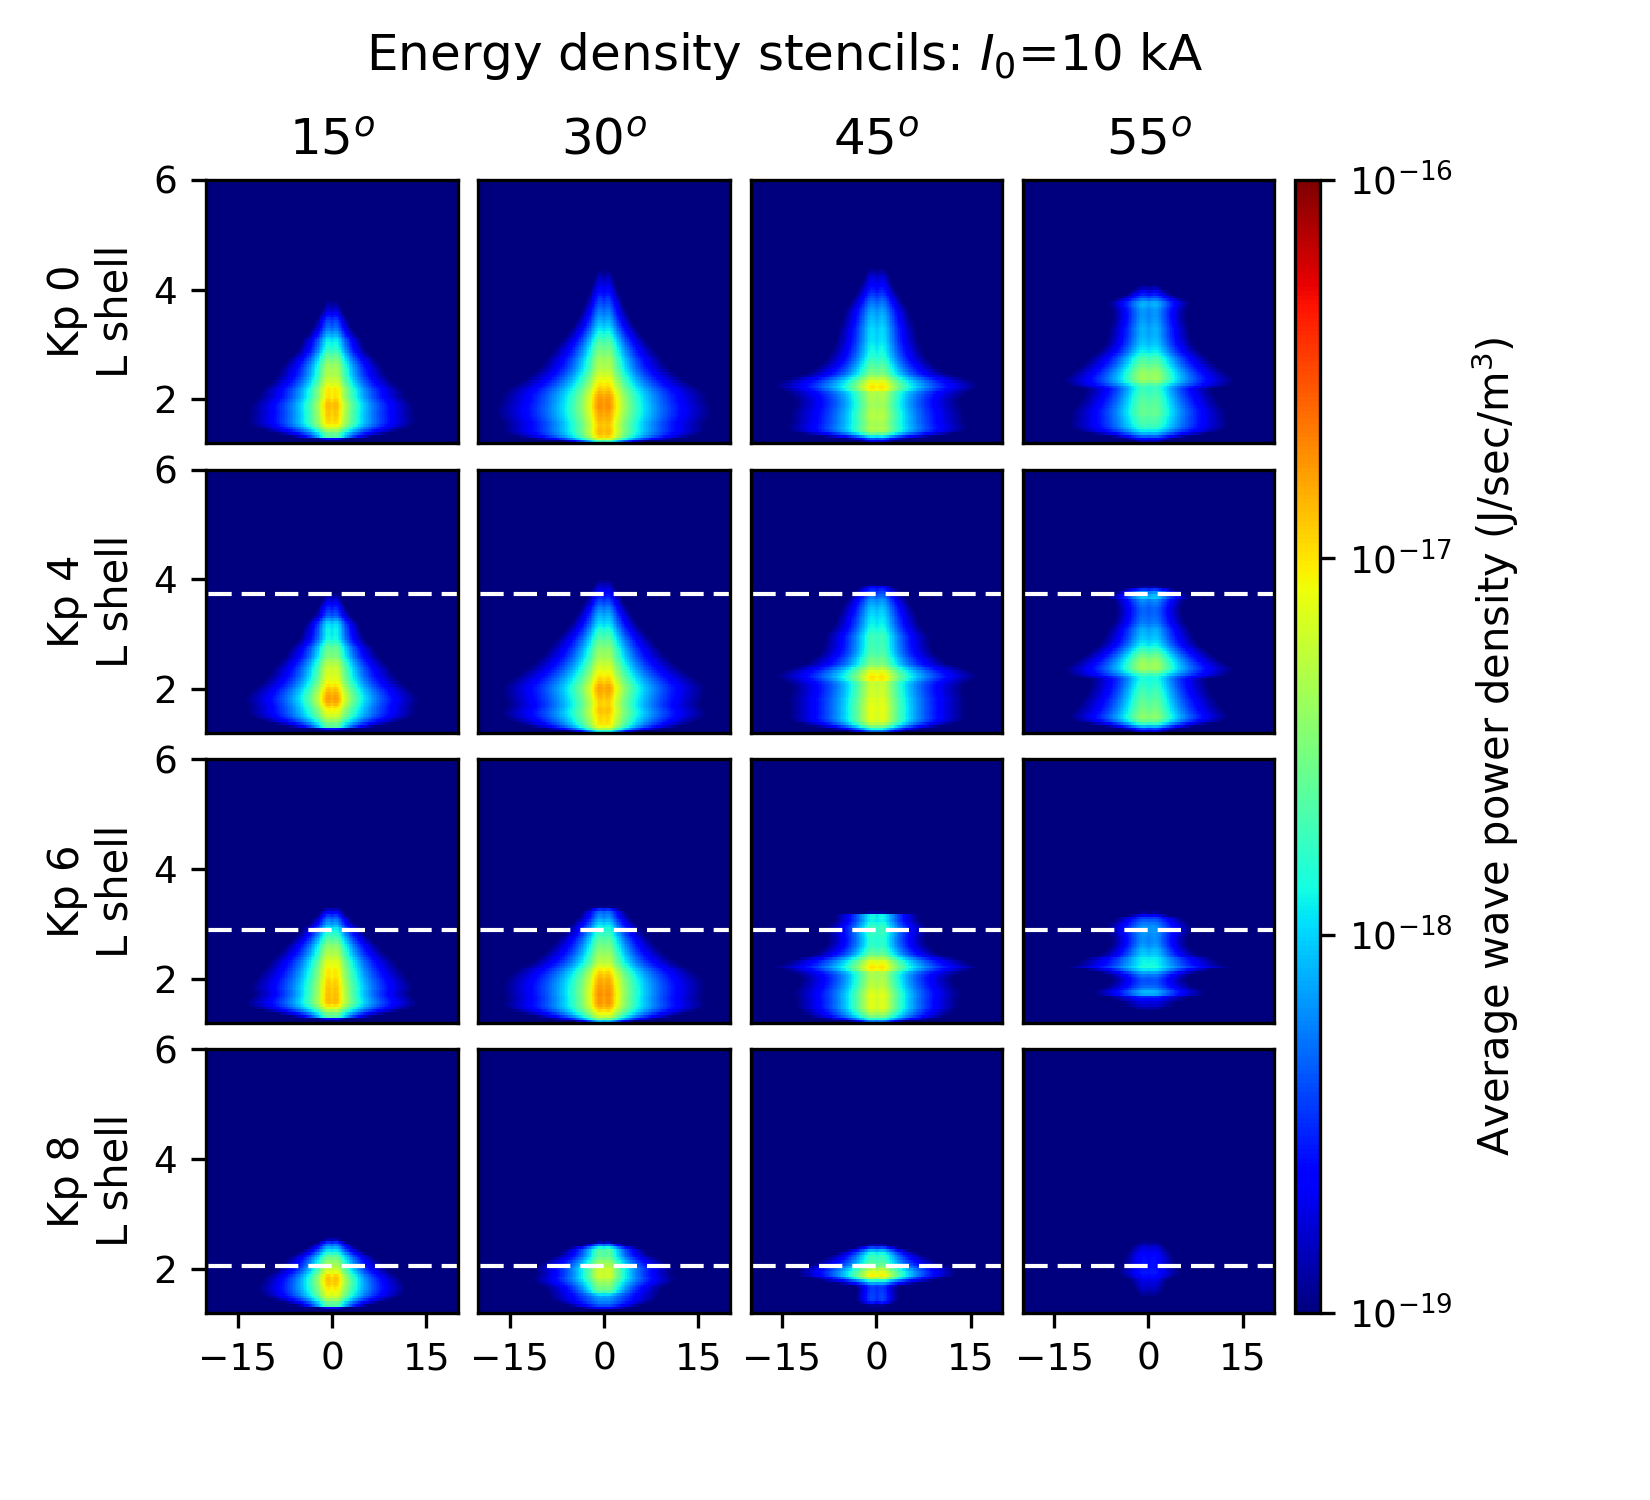 Energy density stencils: I₀=10 kA
15ᵒ 30ᵒ 45ᵒ 55ᵒ
Kp 0
L shell
6
4
2
Kp 4
L shell
6
4
2
Kp 6
L shell
6
4
2
Kp 8
L shell
6
4
2
−15 0 15 −15 0 15 −15 0 15 −15 0 15
10⁻¹⁶
10⁻¹⁷
10⁻¹⁸
10⁻¹⁹
Average wave power density (J/sec/m³)